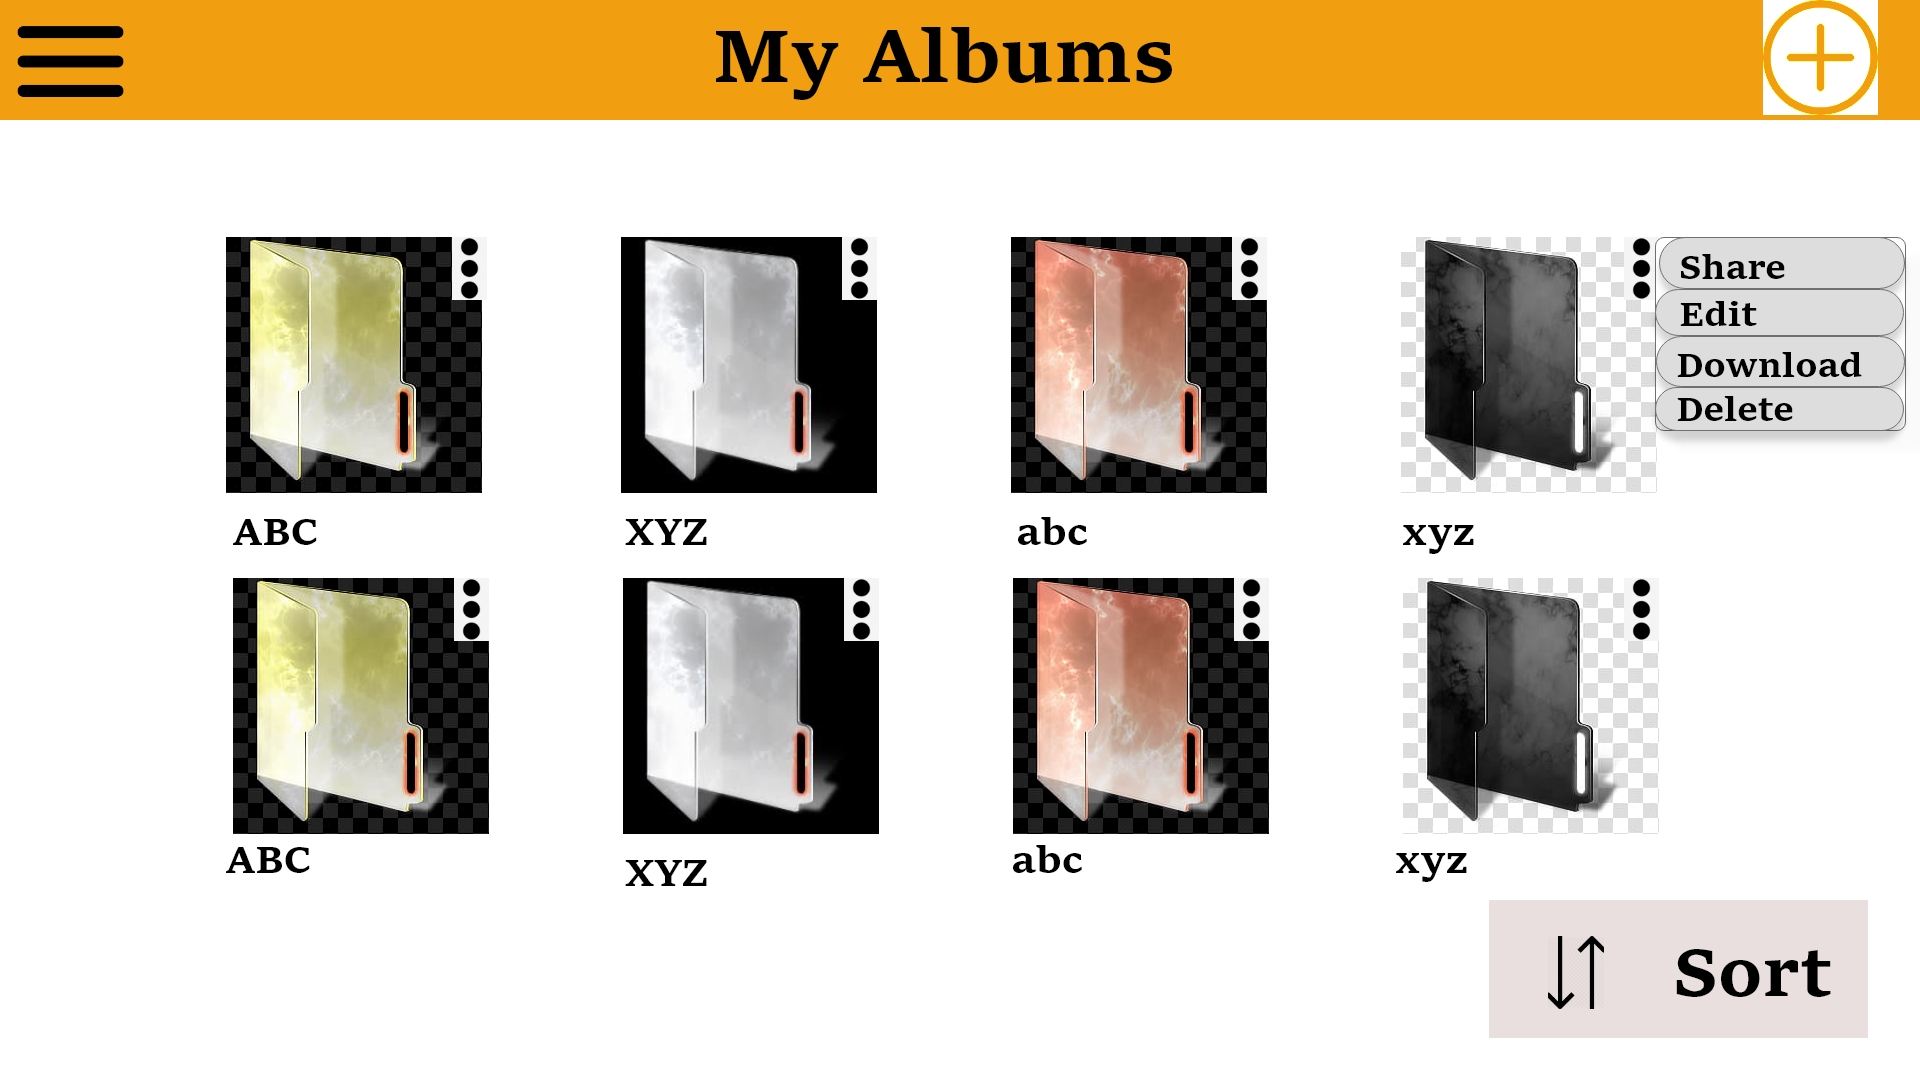 My Albums
Share
Edit
Download
Delete
ABC
XYZ
abc
xyz
ABC
XYZ
abc
xyz
Sort